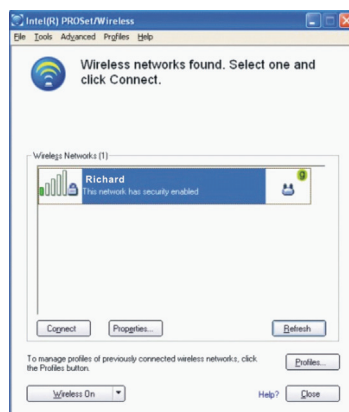 Intel(R) PROSet/Wireless
File Tools Advanced Profiles Help
Wireless networks found. Select one and
click Connect.
Wireless Networks (1)
Richard
This network has security enabled
g
Connect Properties... Refresh
To manage profiles of previously connected wireless networks, click
the Profiles button.
Profiles...
Wireless On Help? Close